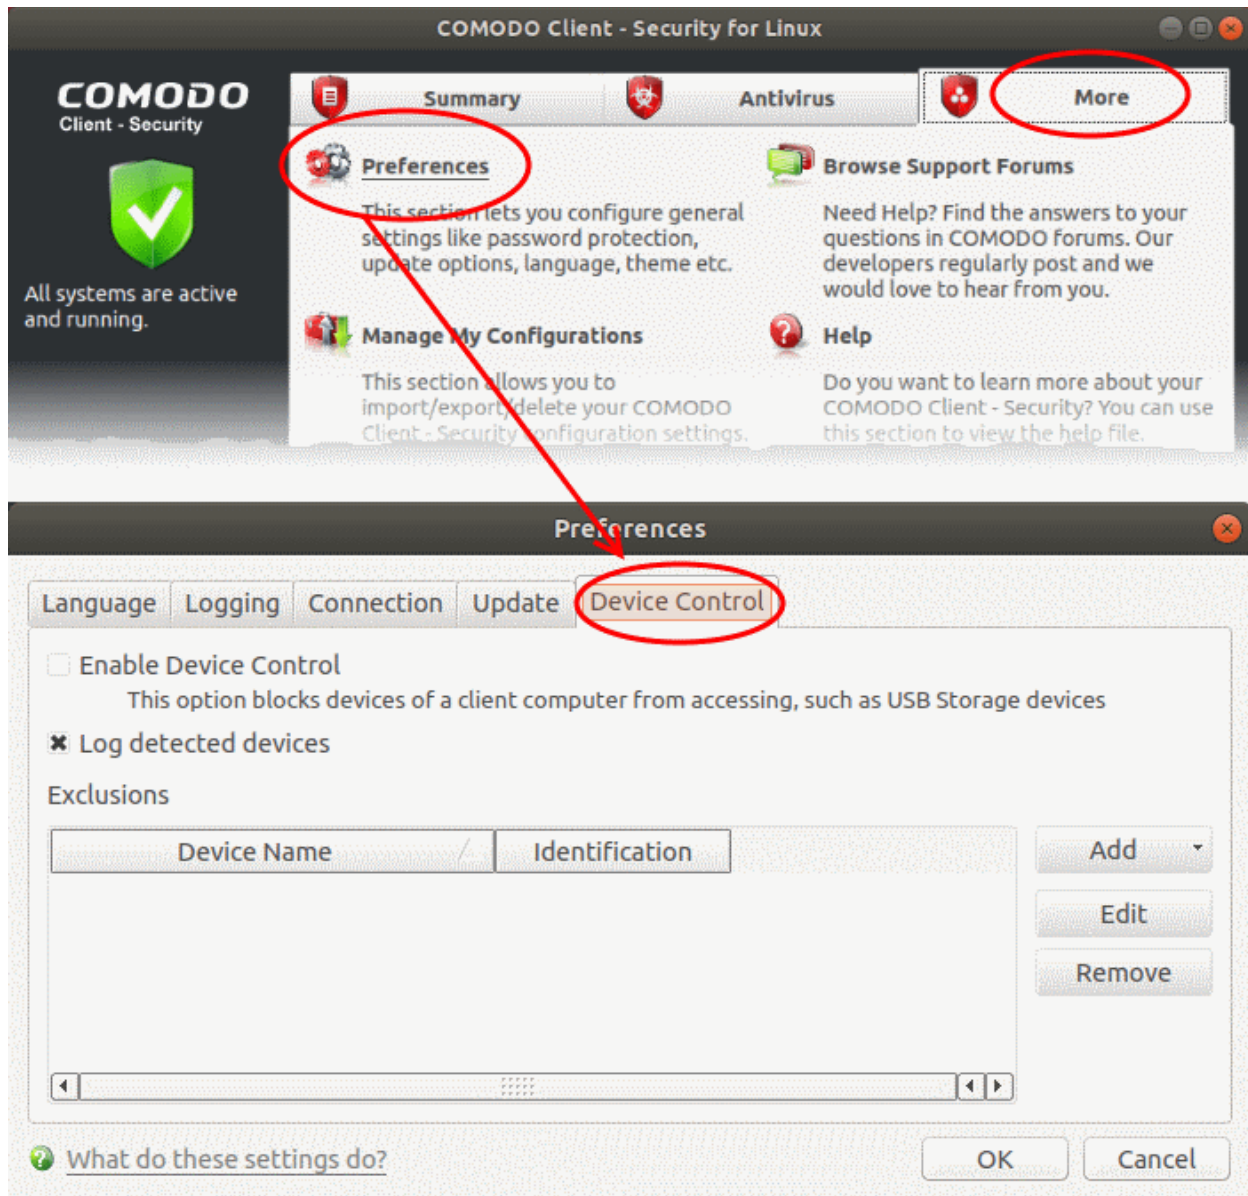 COMODO Client - Security for Linux
COMODO
Client - Security
All systems are active
and running.
Summary
Antivirus
More
Preferences
This section lets you configure general
settings like password protection,
update options, language, theme etc.
Browse Support Forums
Need Help? Find the answers to your
questions in COMODO forums. Our
developers regularly post and we
would love to hear from you.
Manage My Configurations
This section allows you to
import/export/delete your COMODO
Client - Security configuration settings.
Help
Do you want to learn more about your
COMODO Client - Security? You can use
this section to view the help file.
Preferences
Language
Logging
Connection
Update
Device Control
Enable Device Control
This option blocks devices of a client computer from accessing, such as USB Storage devices
Log detected devices
Exclusions
Device Name
Identification
Add
Edit
Remove
What do these settings do?
OK
Cancel